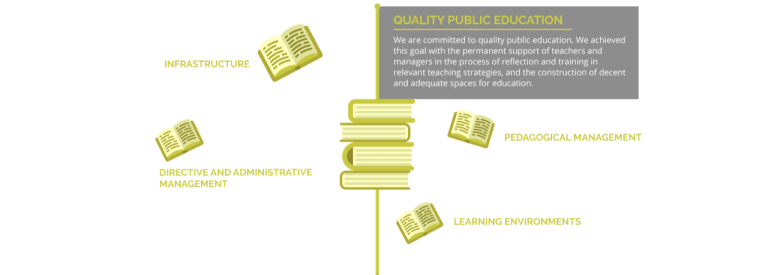 QUALITY PUBLIC EDUCATION
We are committed to quality public education. We achieved
this goal with the permanent support of teachers and
managers in the process of reflection and training in
relevant teaching strategies, and the construction of decent
and adequate spaces for education.
INFRASTRUCTURE
PEDAGOGICAL MANAGEMENT
DIRECTIVE AND ADMINISTRATIVE
MANAGEMENT
LEARNING ENVIRONMENTS